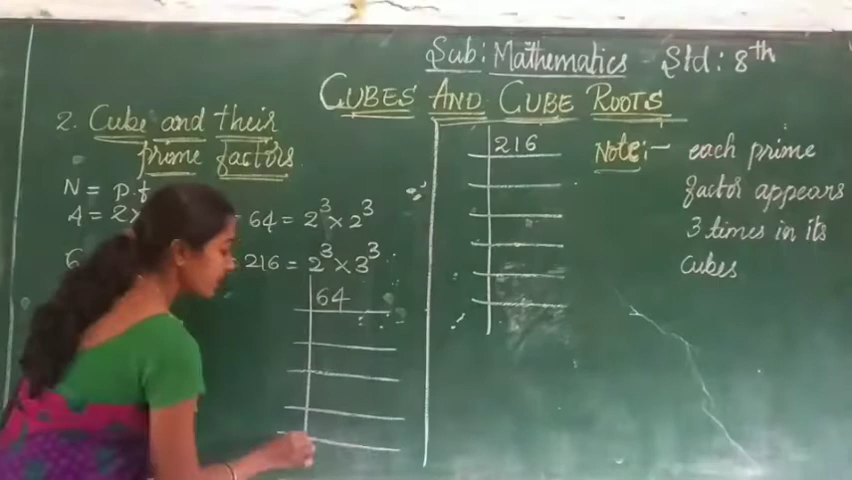 Sub: Mathematics - Std: 8th
CUBES AND CUBE ROOTS
2. Cube and their
prime factors
N = P.f
4 = 2×
64 = 2³ × 2³
6
216 = 2³ × 3³
64
216
Note:- each prime
factor appears
3 times in its
cubes